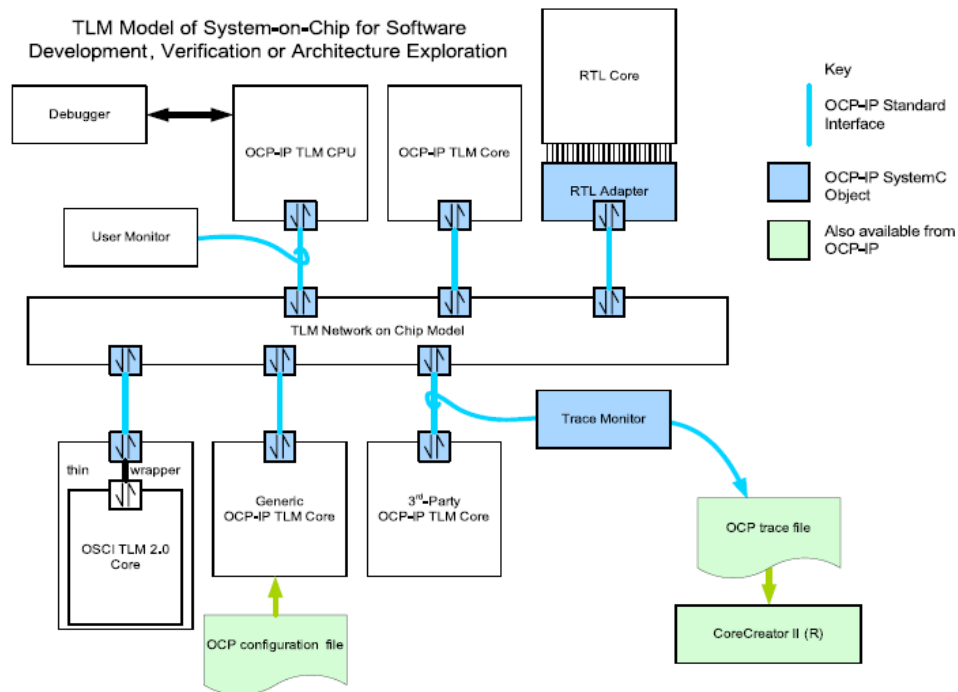 TLM Model of System-on-Chip for Software
Development, Verification or Architecture Exploration
Debugger
OCP-IP TLM CPU
OCP-IP TLM Core
RTL Core
RTL Adapter
Key
OCP-IP Standard
Interface
OCP-IP SystemC
Object
Also available from
OCP-IP
User Monitor
TLM Network on Chip Model
thin wrapper
OSCI TLM 2.0
Core
Generic
OCP-IP TLM Core
3rd-Party
OCP-IP TLM Core
Trace Monitor
OCP trace file
CoreCreator II (R)
OCP configuration file